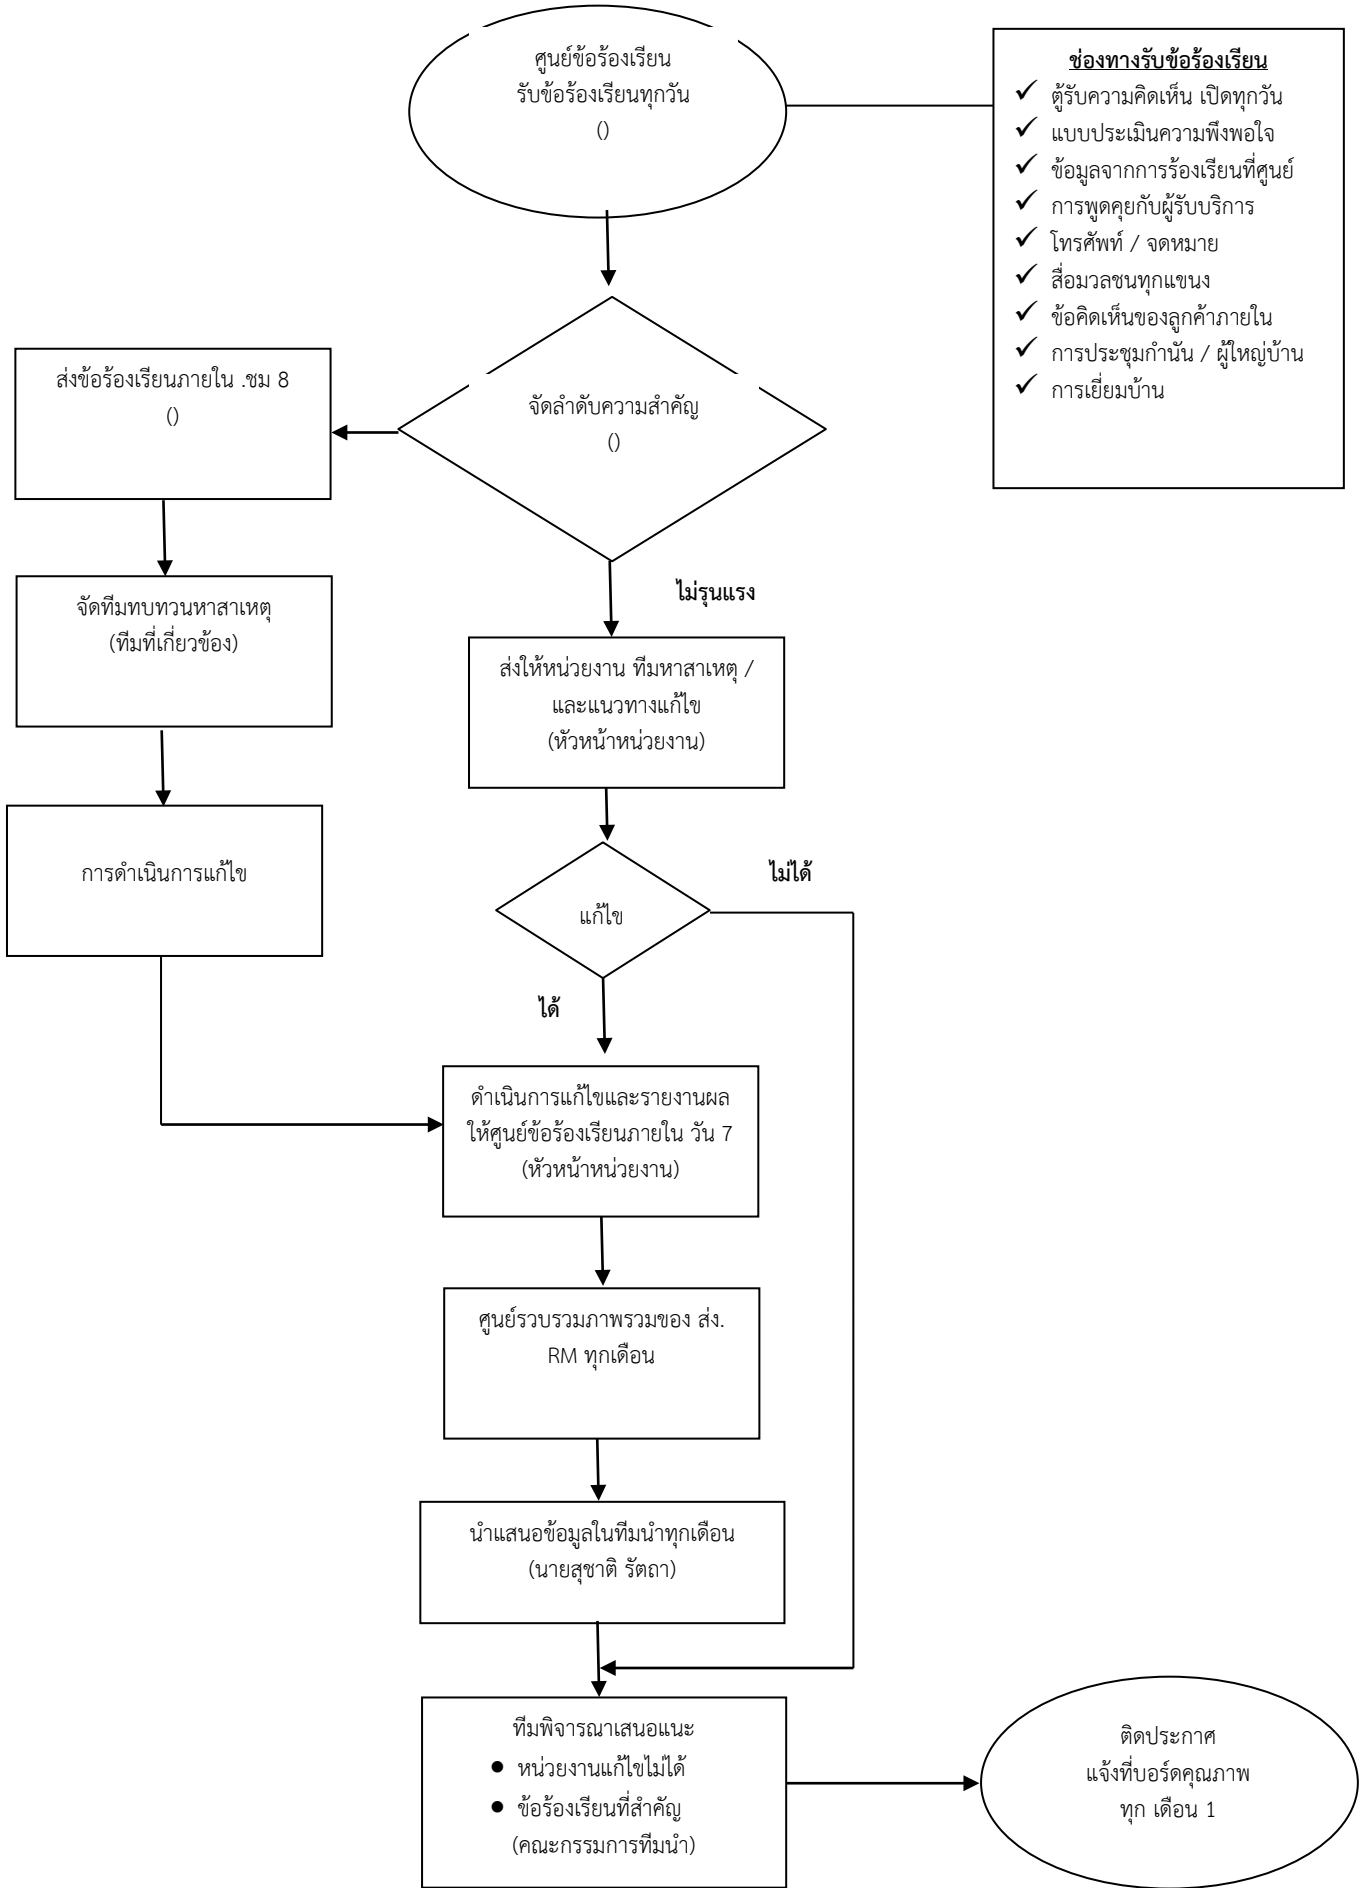 ศูนย์ข้อร้องเรียน
รับข้อร้องเรียนทุกวัน
()
ช่องทางรับข้อร้องเรียน
✓ ตู้รับความคิดเห็น เปิดทุกวัน
✓ แบบประเมินความพึงพอใจ
✓ ข้อมูลจากการร้องเรียนที่ศูนย์
✓ การพูดคุยกับผู้รับบริการ
✓ โทรศัพท์ / จดหมาย
✓ สื่อมวลชนทุกแขนง
✓ ข้อคิดเห็นของลูกค้าภายใน
✓ การประชุมกำนัน / ผู้ใหญ่บ้าน
✓ การเยี่ยมบ้าน
จัดลำดับความสำคัญ
()
ส่งข้อร้องเรียนภายใน .ชม 8
()
จัดทีมทบทวนหาสาเหตุ
(ทีมที่เกี่ยวข้อง)
การดำเนินการแก้ไข
ไม่รุนแรง
ส่งให้หน่วยงาน ทีมหาสาเหตุ /
และแนวทางแก้ไข
(หัวหน้าหน่วยงาน)
แก้ไข
ไม่ได้
ได้
ดำเนินการแก้ไขและรายงานผล
ให้ศูนย์ข้อร้องเรียนภายใน วัน 7
(หัวหน้าหน่วยงาน)
ศูนย์รวบรวมภาพรวมของ ส่ง.
RM ทุกเดือน
นำแสนอข้อมูลในทีมนำทุกเดือน
(นายสุชาติ รัตถา)
ทีมพิจารณาเสนอแนะ
● หน่วยงานแก้ไขไม่ได้
● ข้อร้องเรียนที่สำคัญ
(คณะกรรมการทีมนำ)
ติดประกาศ
แจ้งที่บอร์ดคุณภาพ
ทุก เดือน 1